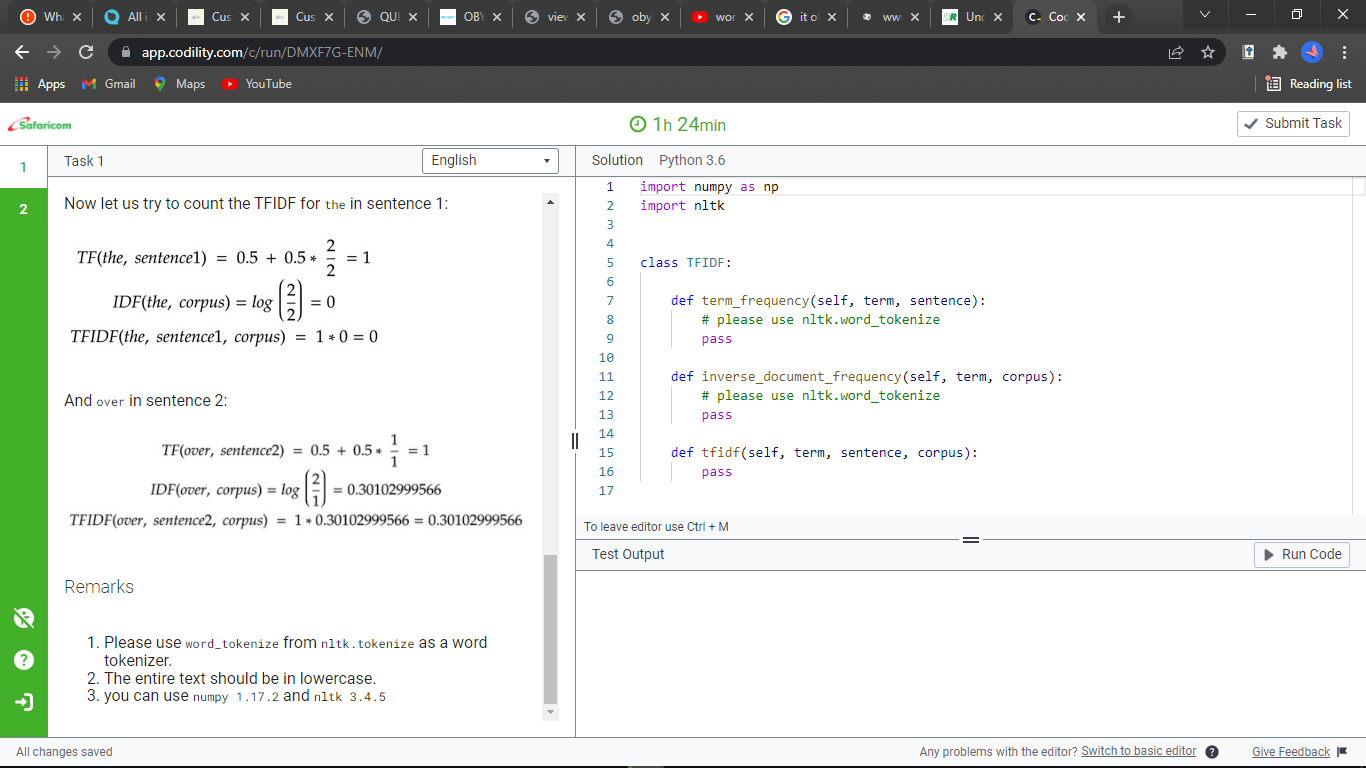 Wha
All i
Cus
Cus
QUI
OBY
view
oby
wor
it of
ww
Unc
Coc
app.codility.com/c/run/DMXF7G-ENM/
Apps
Gmail
Maps
YouTube
Reading list
Safaricom
1h 24min
Submit Task
1
Task 1
English
Solution
Python 3.6
2
Now let us try to count the TFIDF for the in sentence 1:
TF(the, sentence1) = 0.5 + 0.5 * 2/2 = 1
IDF(the, corpus) = log (2/2) = 0
TFIDF(the, sentence1, corpus) = 1 * 0 = 0
And over in sentence 2:
TF(over, sentence2) = 0.5 + 0.5 * 1/1 = 1
IDF(over, corpus) = log (2/1) = 0.30102999566
TFIDF(over, sentence2, corpus) = 1 * 0.30102999566 = 0.30102999566
Remarks
1. Please use word_tokenize from nltk.tokenize as a word
tokenizer.
2. The entire text should be in lowercase.
3. you can use numpy 1.17.2 and nltk 3.4.5
1 import numpy as np
2 import nltk
3
4
5 class TFIDF:
6
7 def term_frequency(self, term, sentence):
8 # please use nltk.word_tokenize
9 pass
10
11 def inverse_document_frequency(self, term, corpus):
12 # please use nltk.word_tokenize
13 pass
14
15 def tfidf(self, term, sentence, corpus):
16 pass
17
To leave editor use Ctrl + M
Test Output
Run Code
All changes saved
Any problems with the editor? Switch to basic editor ?
Give Feedback